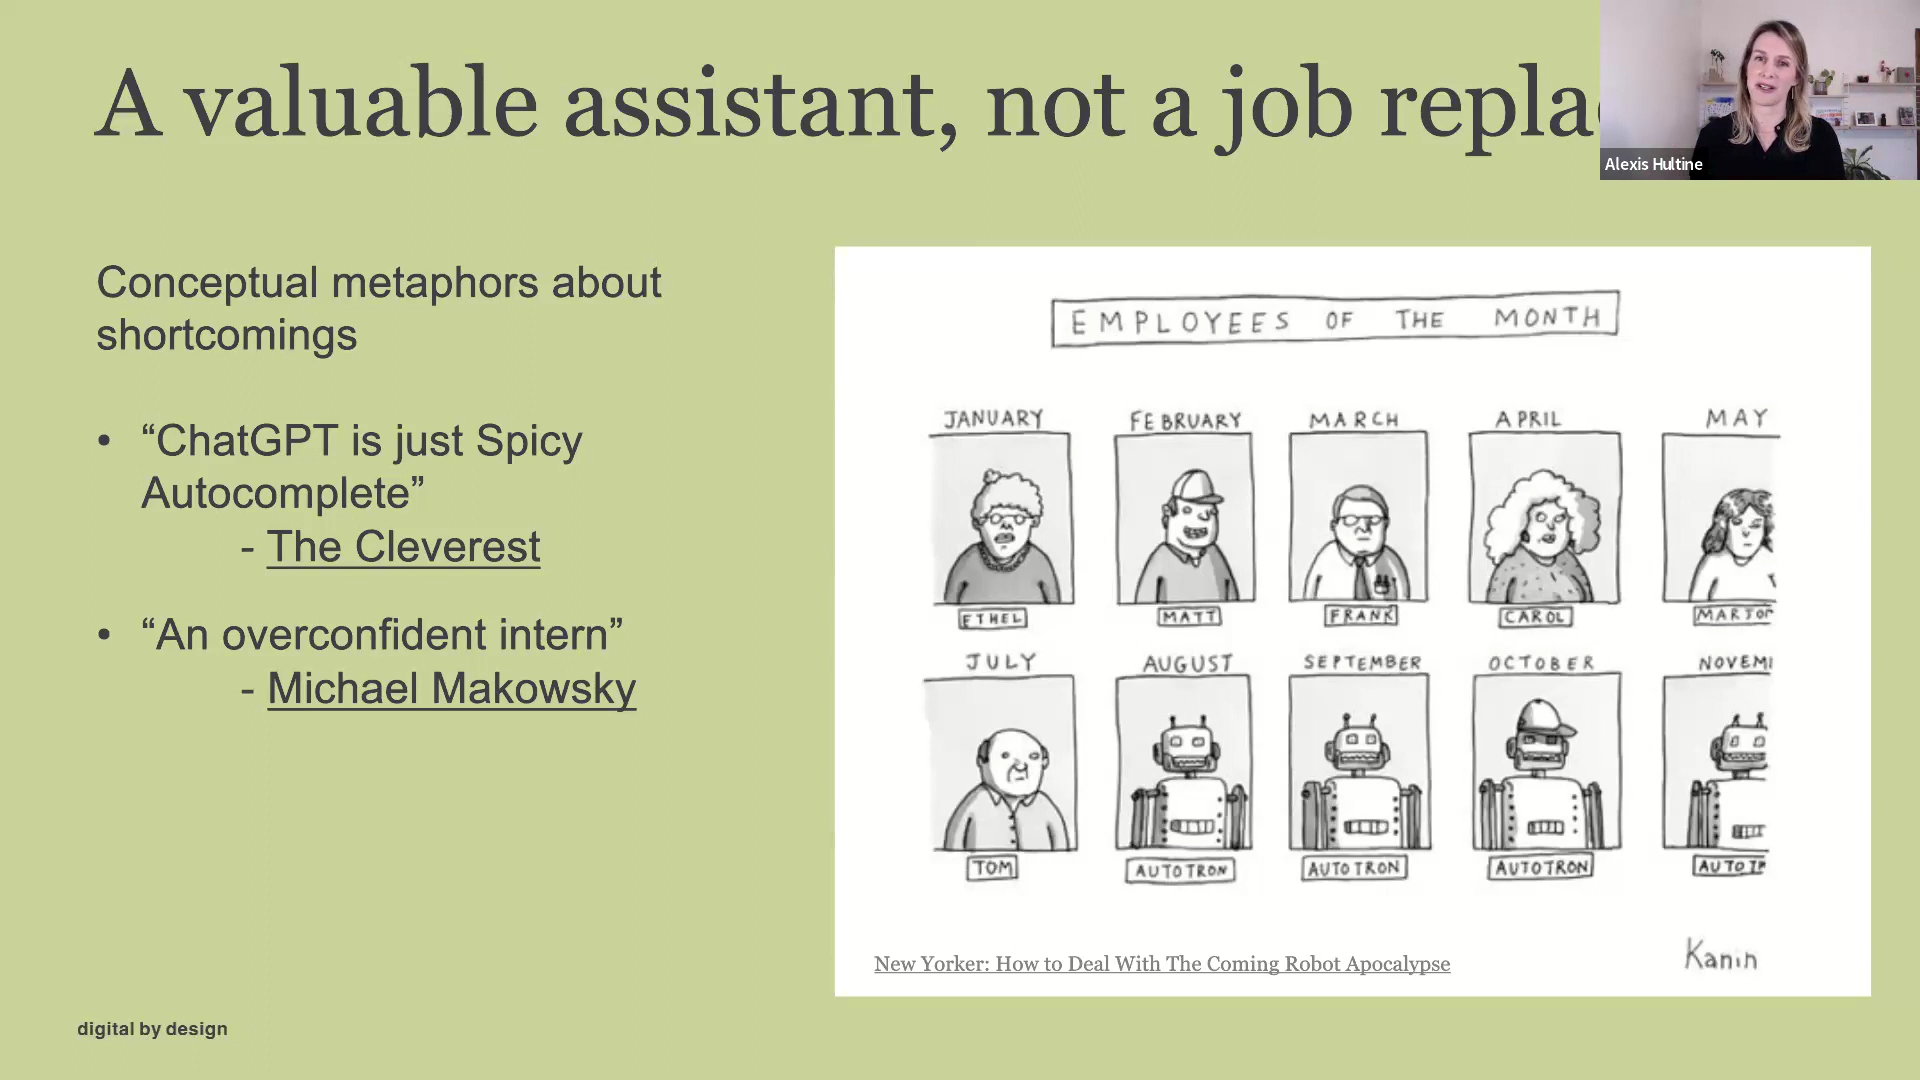 A valuable assistant, not a job repla
Alexis Hultine
Conceptual metaphors about
shortcomings
• “ChatGPT is just Spicy
Autocomplete”
- The Cleverest
• “An overconfident intern”
- Michael Makowsky
EMPLOYEES OF THE MONTH
JANUARY FEBRUARY MARCH APRIL MAY
ETHEL MATT FRANK CAROL MARJOR
JULY AUGUST SEPTEMBER OCTOBER NOVEM
TOM AUTOTRON AUTOTRON AUTOTRON AUTOTR
New Yorker: How to Deal With The Coming Robot Apocalypse
Kanin
digital by design